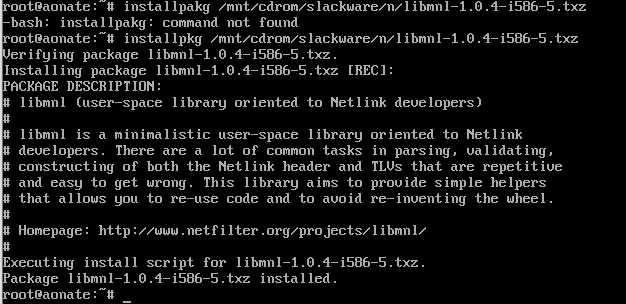 root@aonate:~# installpakg /mnt/cdrom/slackware/n/libmnl-1.0.4-i586-5.txz
-bash: installpakg: command not found
root@aonate:~# installpkg /mnt/cdrom/slackware/n/libmnl-1.0.4-i586-5.txz
Verifying package libmnl-1.0.4-i586-5.txz.
Installing package libmnl-1.0.4-i586-5.txz [REC]:
PACKAGE DESCRIPTION:
# libmnl (user-space library oriented to Netlink developers)
#
# libmnl is a minimalistic user-space library oriented to Netlink
# developers. There are a lot of common tasks in parsing, validating,
# constructing of both the Netlink header and TLVs that are repetitive
# and easy to get wrong. This library aims to provide simple helpers
# that allows you to re-use code and to avoid re-inventing the wheel.
#
# Homepage: http://www.netfilter.org/projects/libmnl/
#
Executing install script for libmnl-1.0.4-i586-5.txz.
Package libmnl-1.0.4-i586-5.txz installed.
root@aonate:~# _